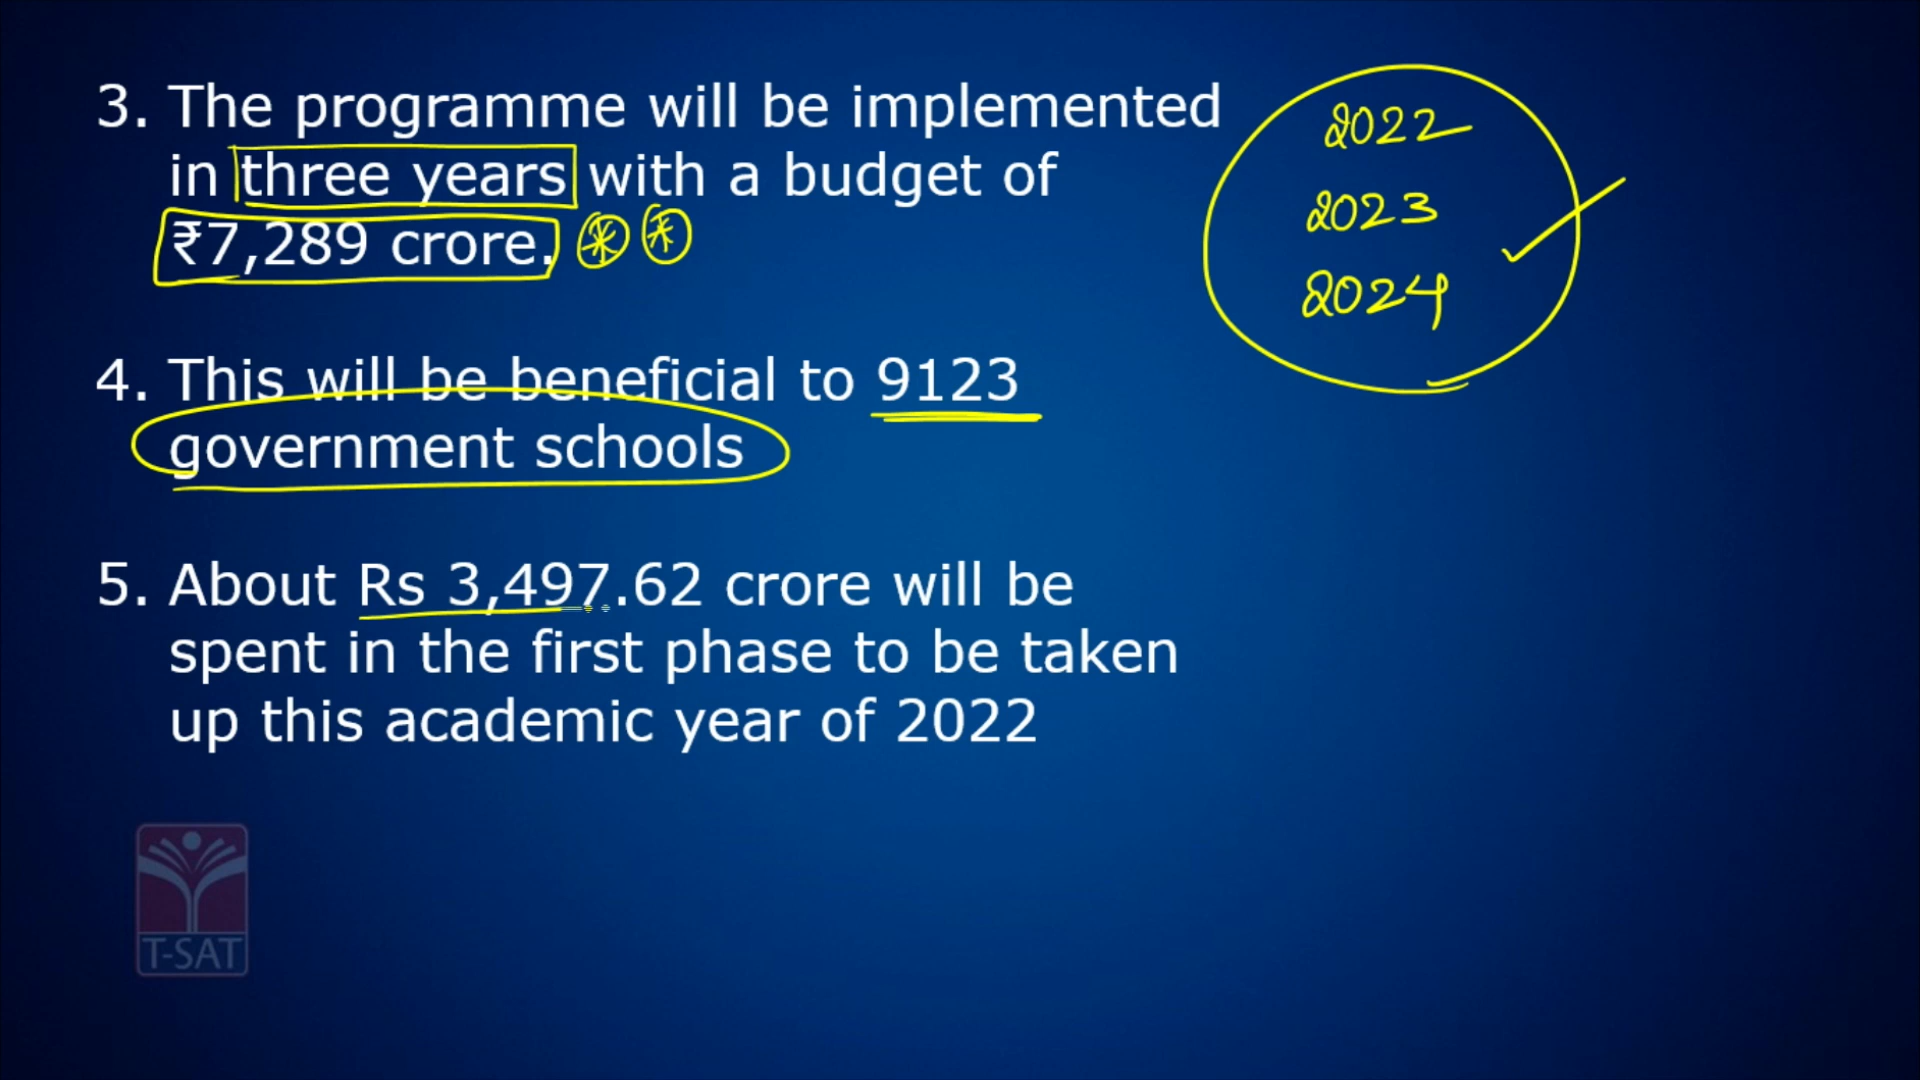 3. The programme will be implemented
in three years with a budget of
₹7,289 crore.
2022
2023
2024
4. This will be beneficial to 9123
government schools
5. About Rs 3,497.62 crore will be
spent in the first phase to be taken
up this academic year of 2022
T-SAT